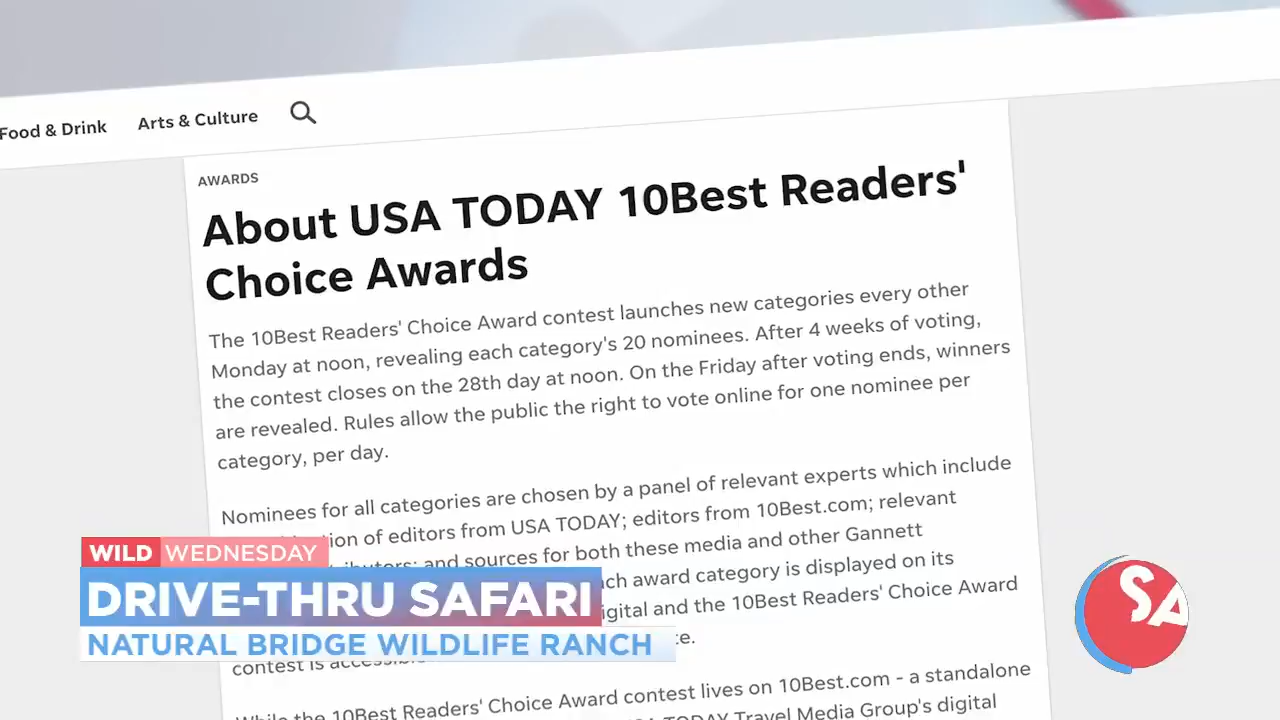 Food & Drink Arts & Culture
AWARDS
About USA TODAY 10Best Readers'
Choice Awards
The 10Best Readers' Choice Award contest launches new categories every other
Monday at noon, revealing each category's 20 nominees. After 4 weeks of voting,
the contest closes on the 28th day at noon. On the Friday after voting ends, winners
are revealed. Rules allow the public the right to vote online for one nominee per
category, per day.
Nominees for all categories are chosen by a panel of relevant experts which include
of editors from USA TODAY; editors from 10Best.com; relevant
and sources for both these media and other Gannett
award category is displayed on its
and the 10Best Readers' Choice Award
contest is
While the 10Best Readers' Choice Award contest lives on 10Best.com - a standalone
TODAY Travel Media Group's digital
WILD WEDNESDAY
DRIVE-THRU SAFARI
NATURAL BRIDGE WILDLIFE RANCH
SA